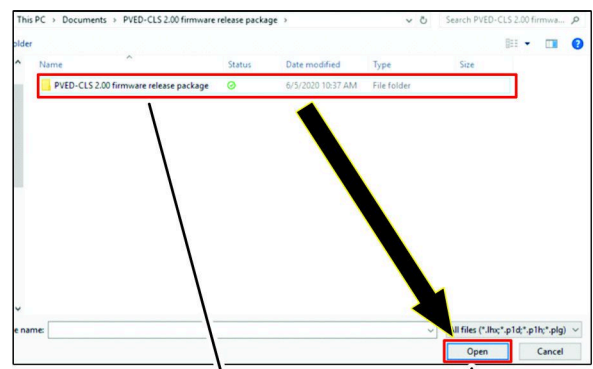 This PC > Documents > PVED-CLS 2.00 firmware release package >
Search PVED-CLS 2.00 firmwa...
older
Name Status Date modified Type Size
PVED-CLS 2.00 firmware release package 6/5/2020 10:37 AM File folder
e name: All files (*.lhx;*.p1d;*.p1h;*.plg)
Open Cancel